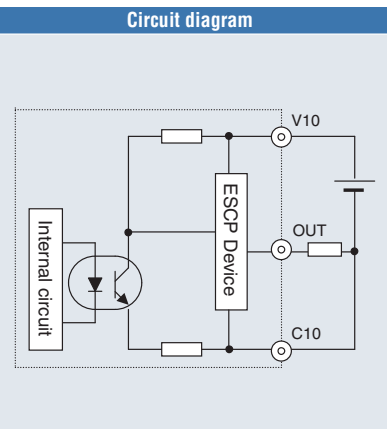 Circuit diagram
V10
ESCP Device
OUT
Internal circuit
C10